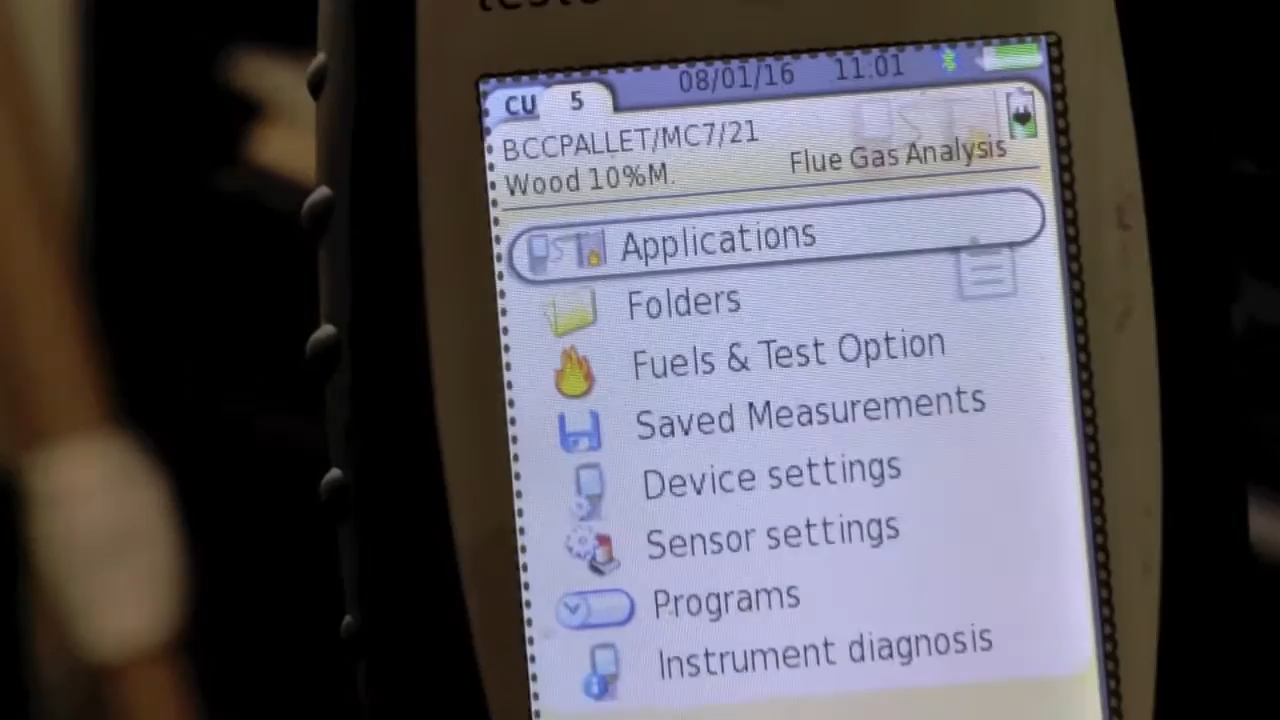 testo
CU 5 08/01/16 11:01
BCCPALLET/MC7/21
Wood 10%M. Flue Gas Analysis
Applications
Folders
Fuels & Test Option
Saved Measurements
Device settings
Sensor settings
Programs
Instrument diagnosis